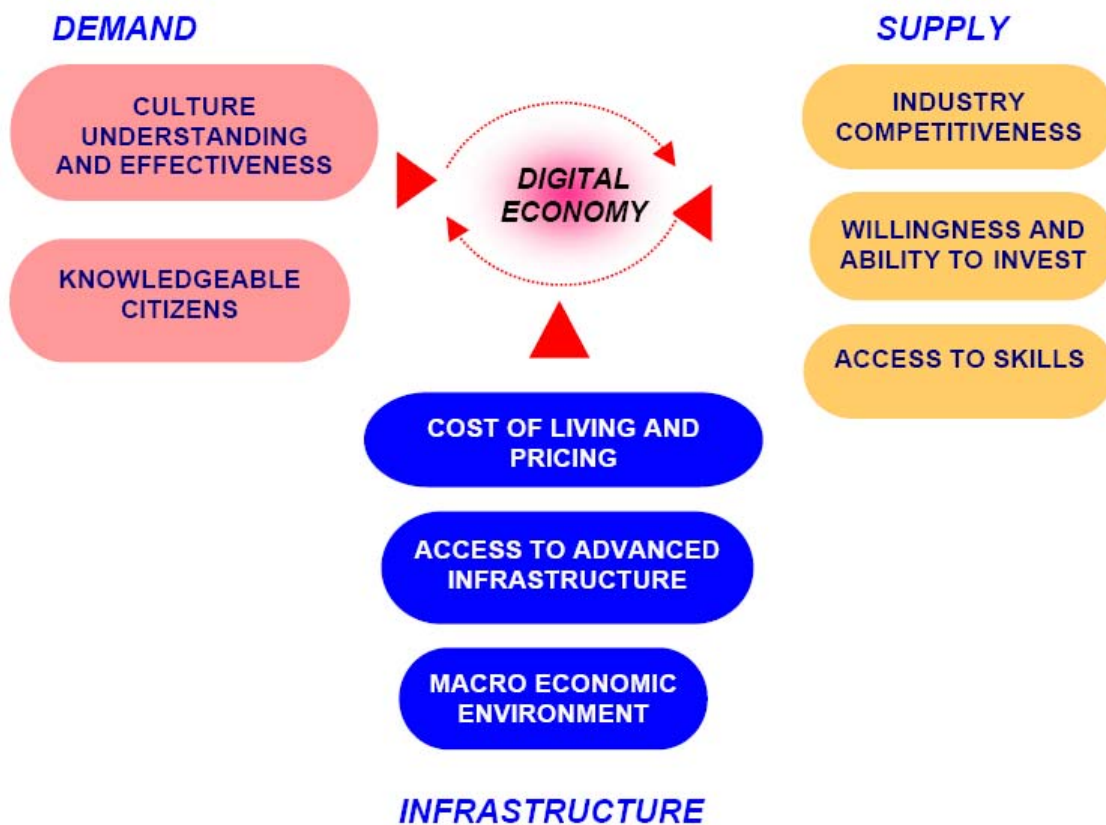 DEMAND
CULTURE
UNDERSTANDING
AND EFFECTIVENESS
KNOWLEDGEABLE
CITIZENS
DIGITAL
ECONOMY
SUPPLY
INDUSTRY
COMPETITIVENESS
WILLINGNESS AND
ABILITY TO INVEST
ACCESS TO SKILLS
COST OF LIVING AND
PRICING
ACCESS TO ADVANCED
INFRASTRUCTURE
MACRO ECONOMIC
ENVIRONMENT
INFRASTRUCTURE